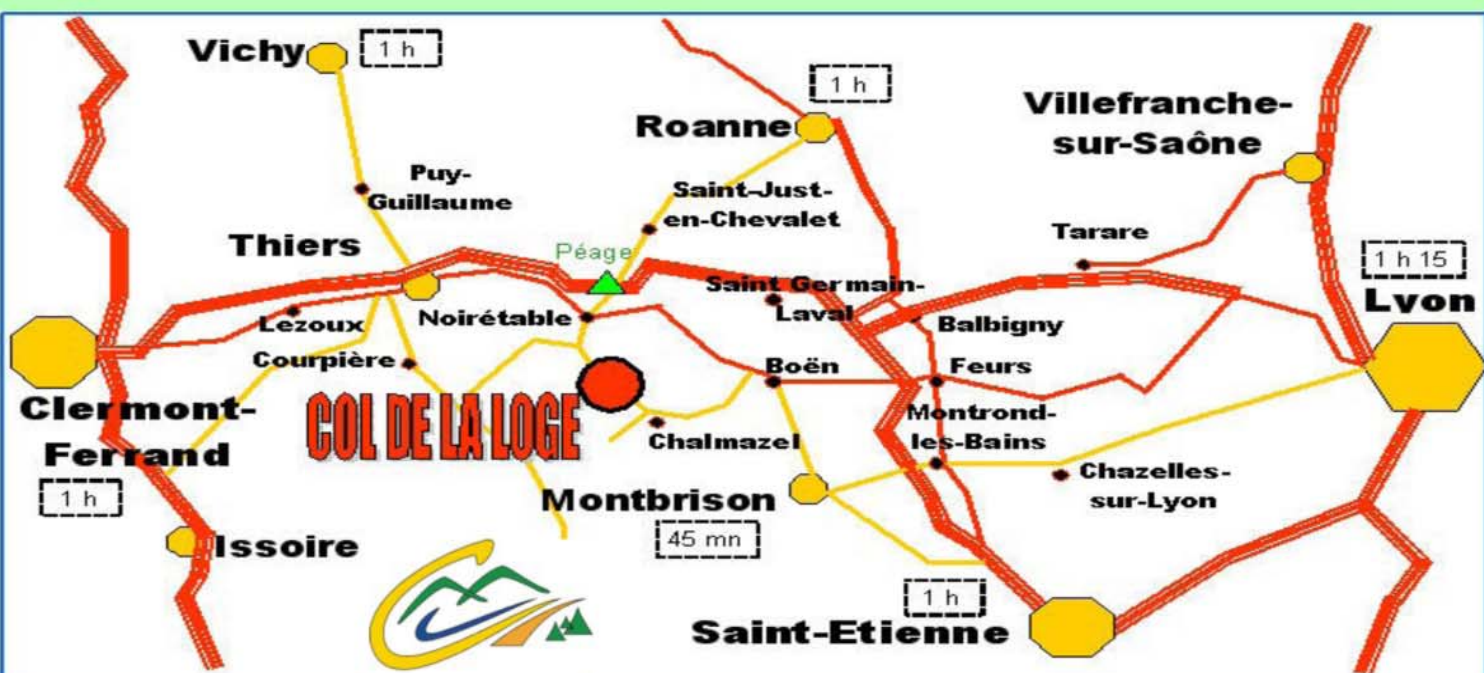 Vichy
1 h
1 h
Roanne
Villefranche-
sur-Saône
Puy-
Guillaume
Saint-Just-
en-Chevalet
Thiers
Péage
Tarare
1 h 15
Lyon
Saint Germain-
Laval
Lezoux
Noirétable
Balbigny
Courpière
Boën
Feurs
Clermont-
Ferrand
1 h
COL DE LA LOGE
Chalmazel
Montrond-
les-Bains
Chazelles-
sur-Lyon
Montbrison
45 mn
Issoire
1 h
Saint-Etienne